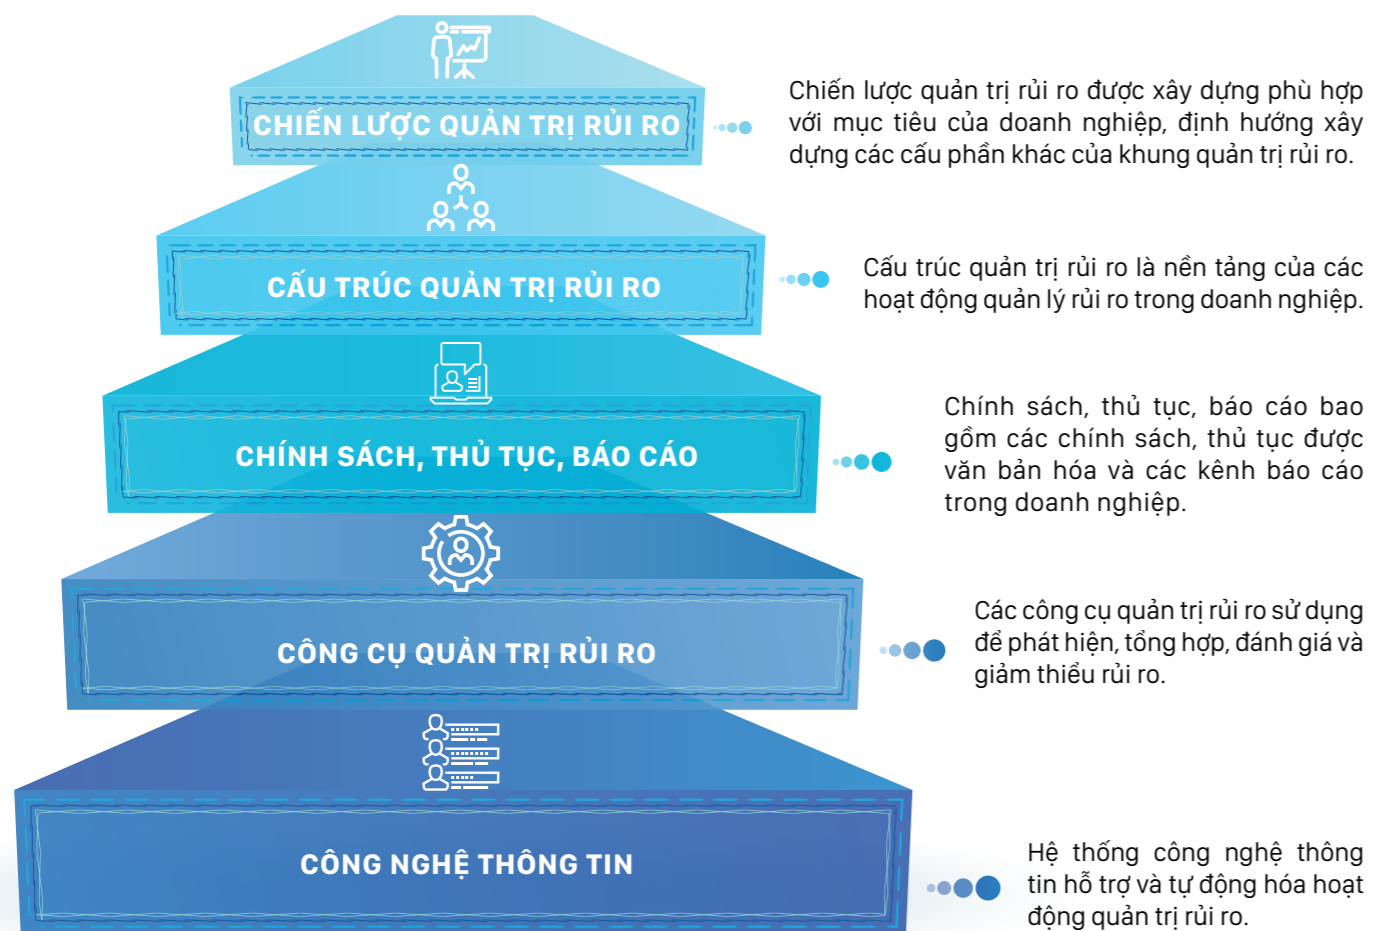 CHIẾN LƯỢC QUẢN TRỊ RỦI RO
Chiến lược quản trị rủi ro được xây dựng phù hợp
với mục tiêu của doanh nghiệp, định hướng xây
dựng các cấu phần khác của khung quản trị rủi ro.
CẤU TRÚC QUẢN TRỊ RỦI RO
Cấu trúc quản trị rủi ro là nền tảng của các
hoạt động quản lý rủi ro trong doanh nghiệp.
CHÍNH SÁCH, THỦ TỤC, BÁO CÁO
Chính sách, thủ tục, báo cáo bao
gồm các chính sách, thủ tục được
văn bản hóa và các kênh báo cáo
trong doanh nghiệp.
CÔNG CỤ QUẢN TRỊ RỦI RO
Các công cụ quản trị rủi ro sử dụng
để phát hiện, tổng hợp, đánh giá và
giảm thiểu rủi ro.
CÔNG NGHỆ THÔNG TIN
Hệ thống công nghệ thông
tin hỗ trợ và tự động hóa hoạt
động quản trị rủi ro.